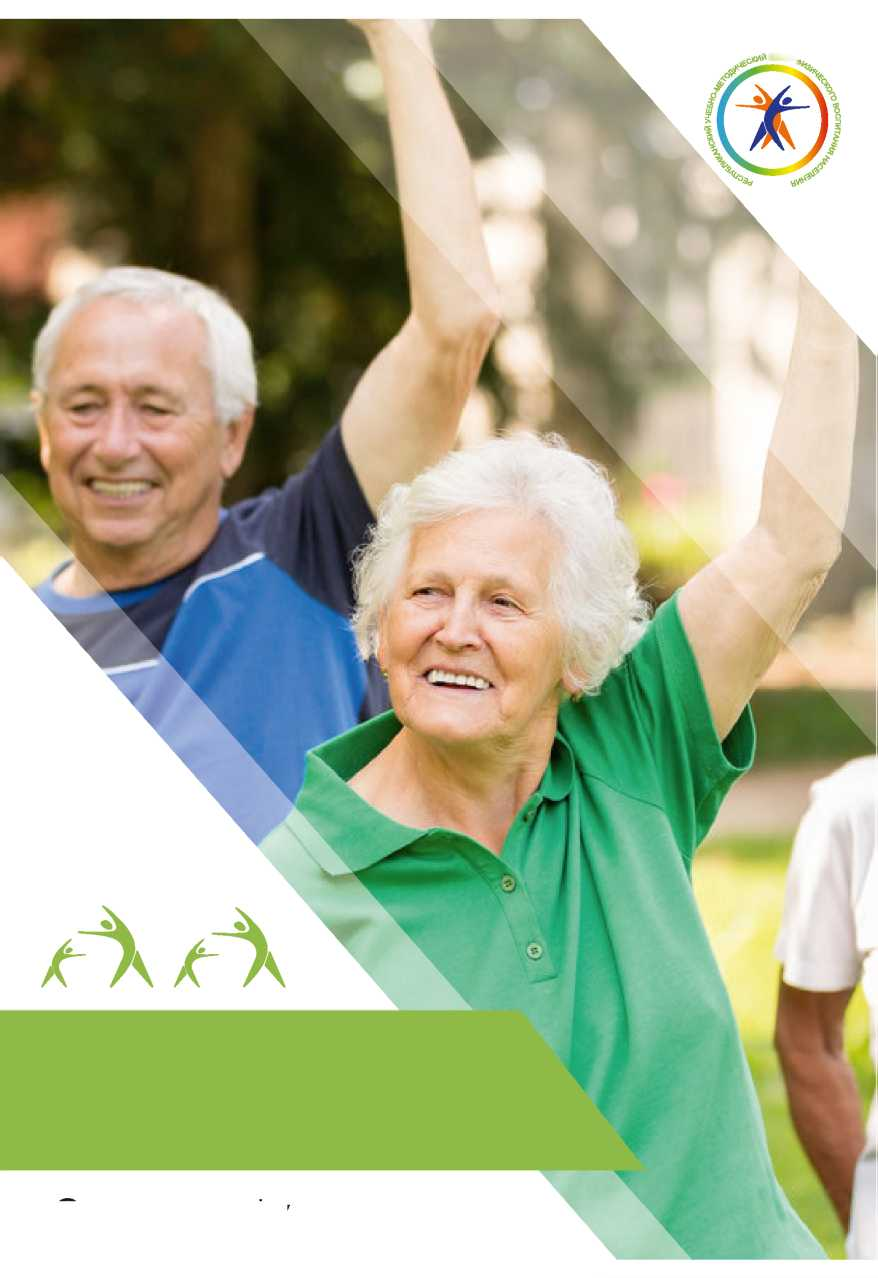 РЕСПУБЛИКАНСКИЙ УЧЕБНО-МЕТОДИЧЕСКИЙ ФИЗИЧЕСКОГО ВОСПИТАНИЯ НАСЕЛЕНИЯ